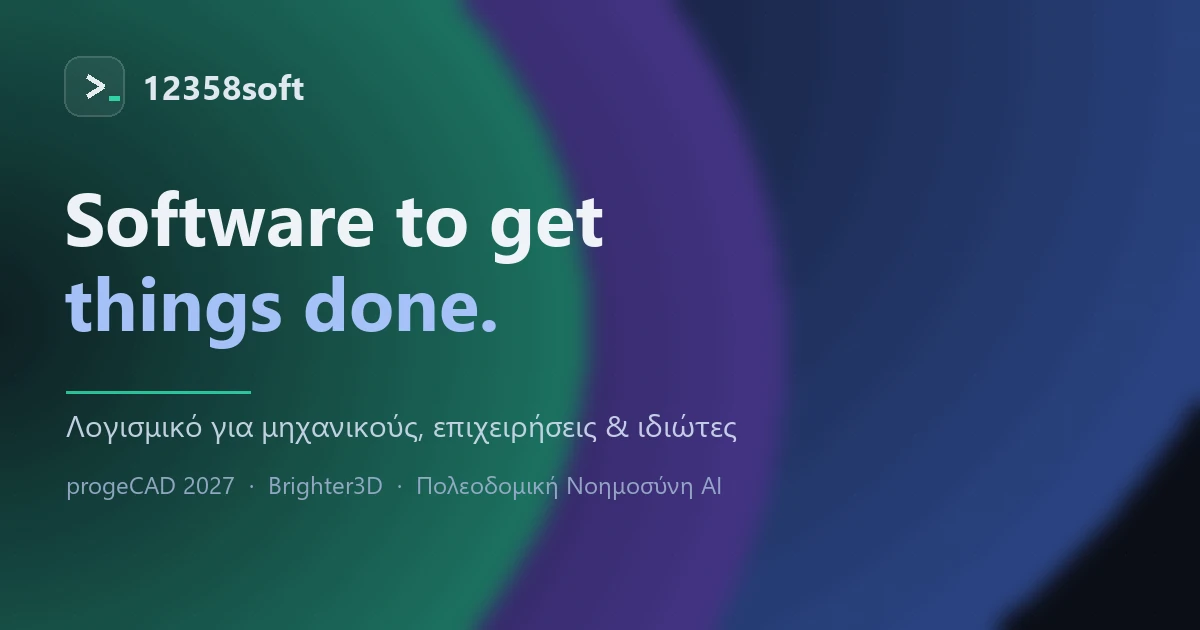 12358soft
Software to get
things done.
Λογισμικό για μηχανικούς, επιχειρήσεις & ιδιώτες
progeCAD 2027 · Brighter3D · Πολεοδομική Νοημοσύνη AI